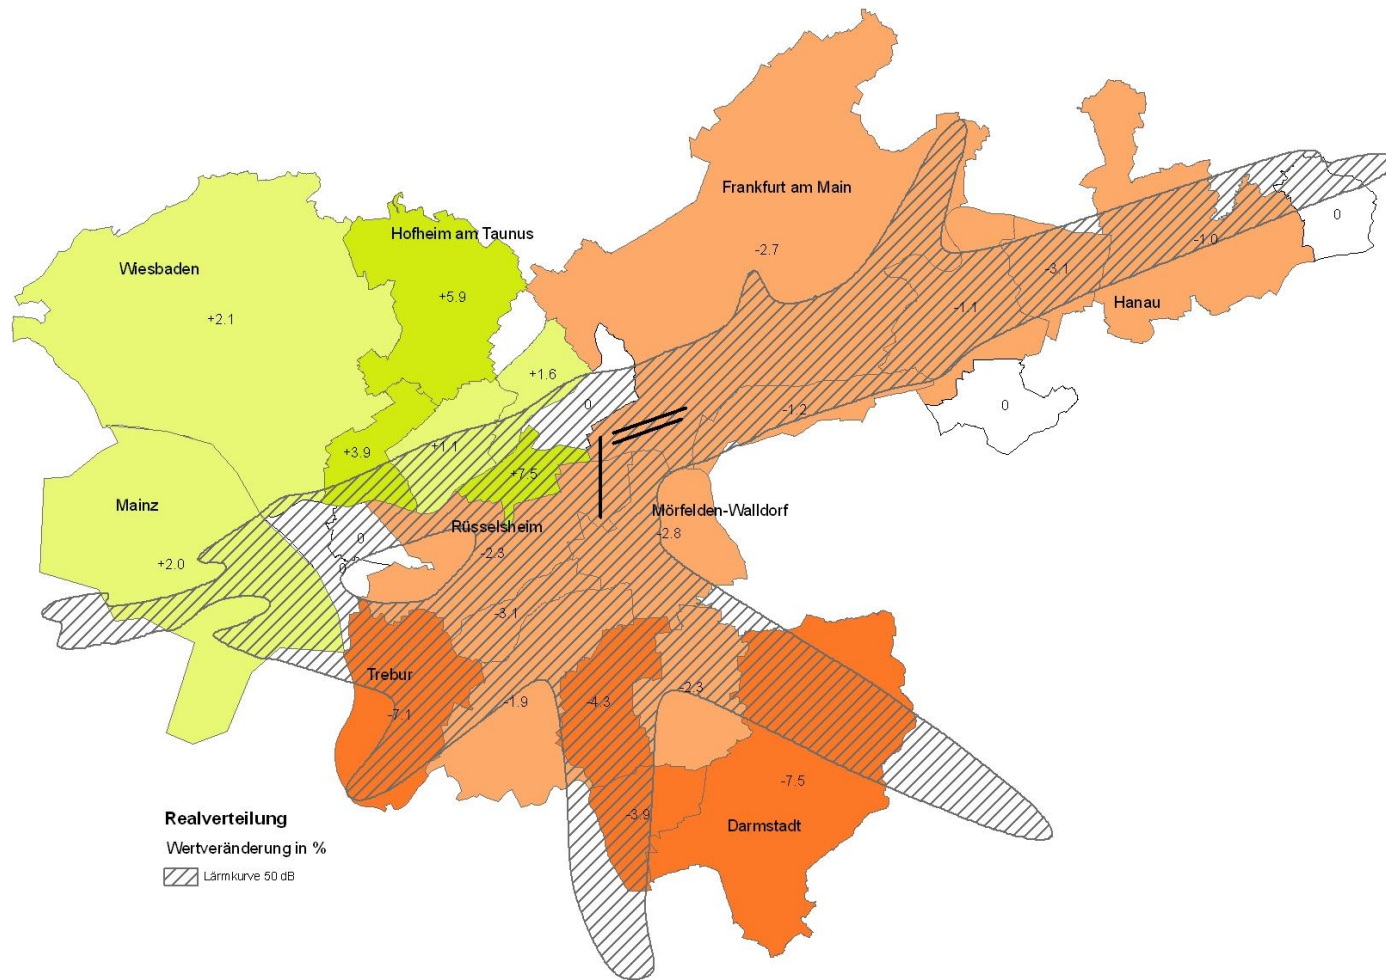 Frankfurt am Main
-2.7
0
-1.0
-3.1
Hanau
-1.1
Hofheim am Taunus
+5.9
Wiesbaden
+2.1
+1.6
0
-1.2
0
+3.9
+1.1
+7.5
Mainz
+2.0
Rüsselsheim
-2.3
0
0
Mörfelden-Walldorf
-2.8
-3.1
Trebur
-7.1
-1.9
-4.3
-2.3
-7.5
-3.9
Darmstadt
Realverteilung
Wertveränderung in %
Lärmkurve 50 dB